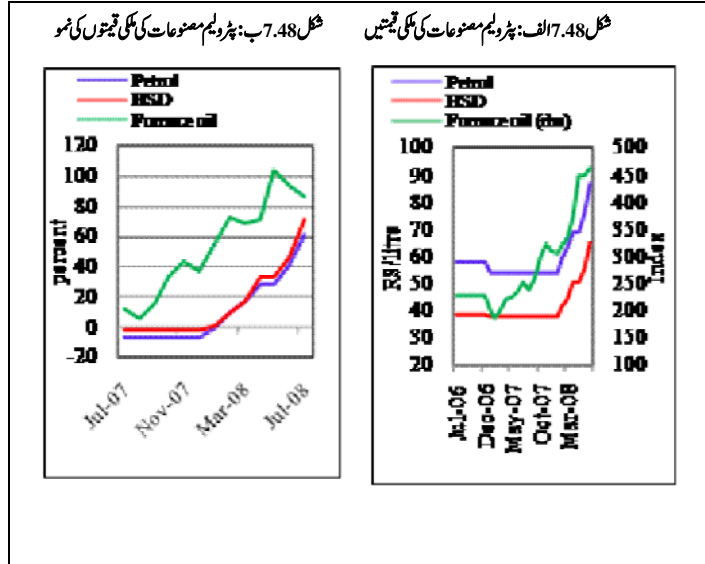 شکل 7.48 الف: پٹرولیم مصنوعات کی ملکی قیمتیں
Petrol
HSD
Furnace oil (rhs)
100
90
80
70
60
50
40
30
20
Rs/litre
500
450
400
350
300
250
200
150
100
Index
Jul-06
Dec-06
May-07
Oct-07
Mar-08
شکل 7.48 ب: پٹرولیم مصنوعات کی ملکی قیمتوں کی نمو
Petrol
HSD
Furnace oil
120
100
80
60
40
20
0
-20
percent
Jul-07
Nov-07
Mar-08
Jul-08